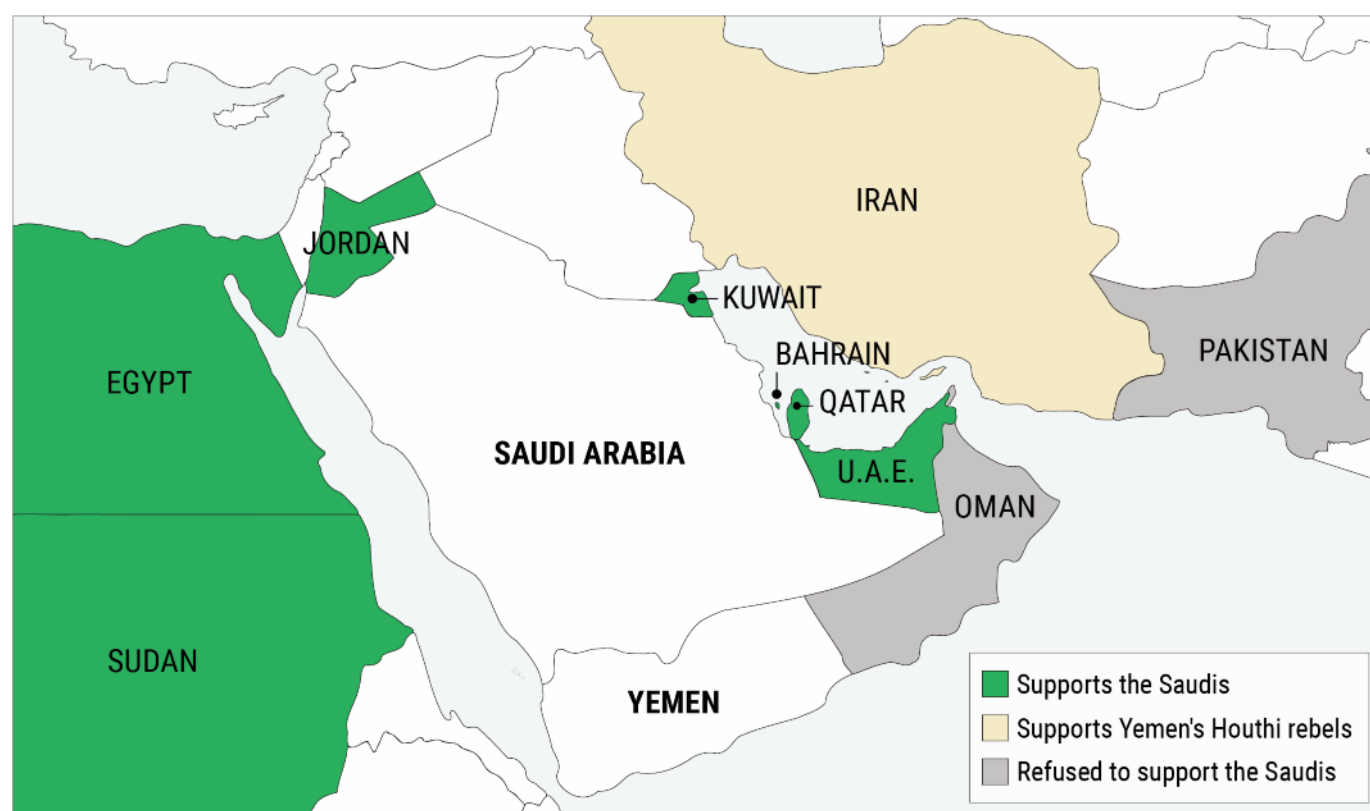 IRAN
JORDAN
KUWAIT
BAHRAIN
PAKISTAN
EGYPT
QATAR
SAUDI ARABIA
U.A.E.
OMAN
SUDAN
YEMEN
Supports the Saudis
Supports Yemen's Houthi rebels
Refused to support the Saudis